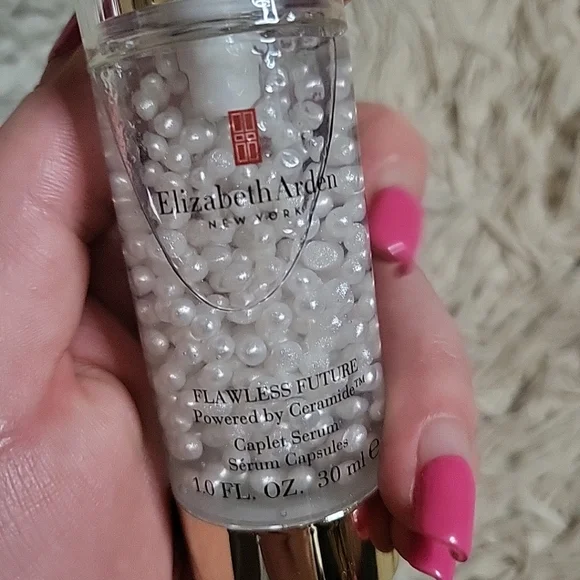 Elizabeth Arden
NEW YORK
FLAWLESS FUTURE
Powered by Ceramide™
Caplet Serum
Sérum Capsules
1.0 FL. OZ. 30 ml e